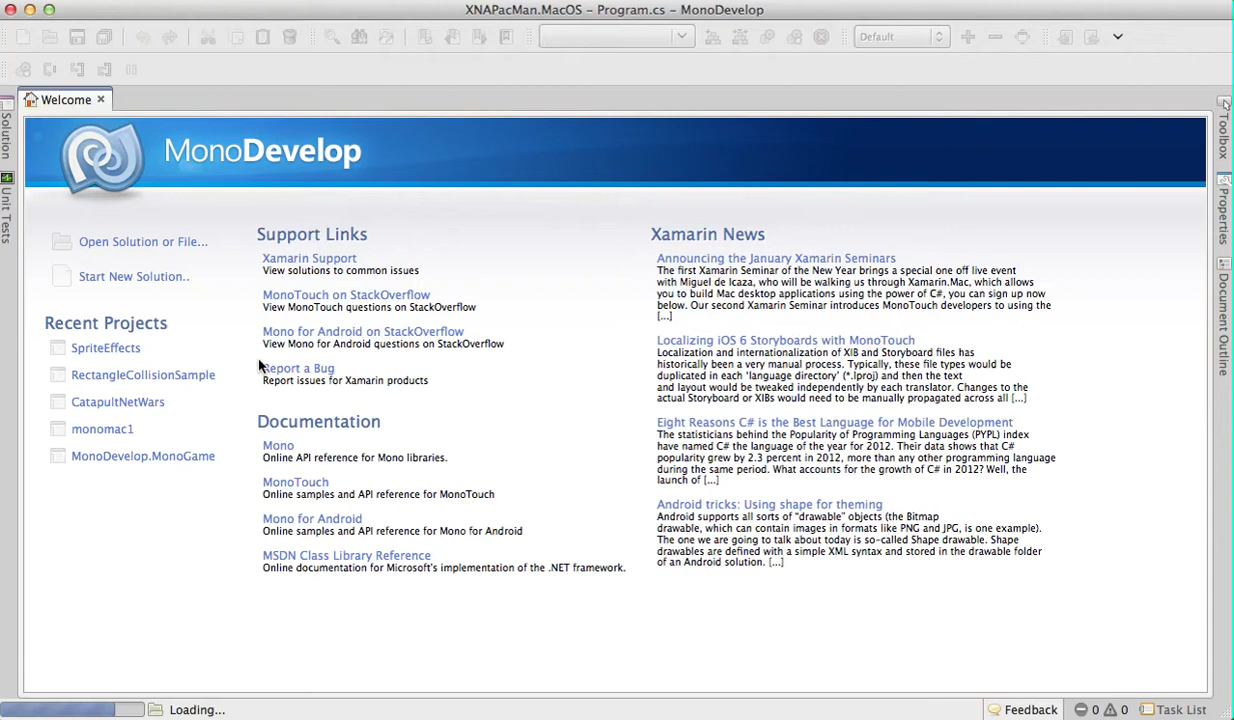 XNAPacMan.MacOS – Program.cs – MonoDevelop
Default
Welcome
Solution
Unit Tests
Toolbox
Properties
Document Outline
MonoDevelop
Open Solution or File...
Start New Solution..
Recent Projects
SpriteEffects
RectangleCollisionSample
CatapultNetWars
monomac1
MonoDevelop.MonoGame
Support Links
Xamarin Support
View solutions to common issues
MonoTouch on StackOverflow
View MonoTouch questions on StackOverflow
Mono for Android on StackOverflow
View Mono for Android questions on StackOverflow
Report a Bug
Report issues for Xamarin products
Documentation
Mono
Online API reference for Mono libraries.
MonoTouch
Online samples and API reference for MonoTouch
Mono for Android
Online samples and API reference for Mono for Android
MSDN Class Library Reference
Online documentation for Microsoft's implementation of the .NET framework.
Xamarin News
Announcing the January Xamarin Seminars
The first Xamarin Seminar of the New Year brings a special one off live event
with Miguel de Icaza, who will be walking us through Xamarin.Mac, which allows
you to build Mac desktop applications using the power of C#, you can sign up now
below. Our second Xamarin Seminar introduces MonoTouch developers to using the
[...]
Localizing iOS 6 Storyboards with MonoTouch
Localization and internationalization of XIB and Storyboard files has
historically been a very manual process. Typically, these file types would be
duplicated in each 'language directory' (*.lproj) and then the text
and layout would be tweaked independently by each translator. Changes to the
actual Storyboard or XIBs would need to be manually propagated across all [...]
Eight Reasons C# is the Best Language for Mobile Development
The statisticians behind the Popularity of Programming Languages (PYPL) index
have named C# the language of the year for 2012. Their data shows that C#
popularity grew by 2.3 percent in 2012, more than any other programming language
during the same period. What accounts for the growth of C# in 2012? Well, the
launch of [...]
Android tricks: Using shape for theming
Android supports all sorts of "drawable" objects (the Bitmap
drawable, which can contain images in formats like PNG and JPG, is one example).
The one we are going to talk about today is so-called Shape drawable. Shape
drawables are defined with a simple XML syntax and stored in the drawable folder
of an Android solution. [...]
Loading...
Feedback
0
0
Task List